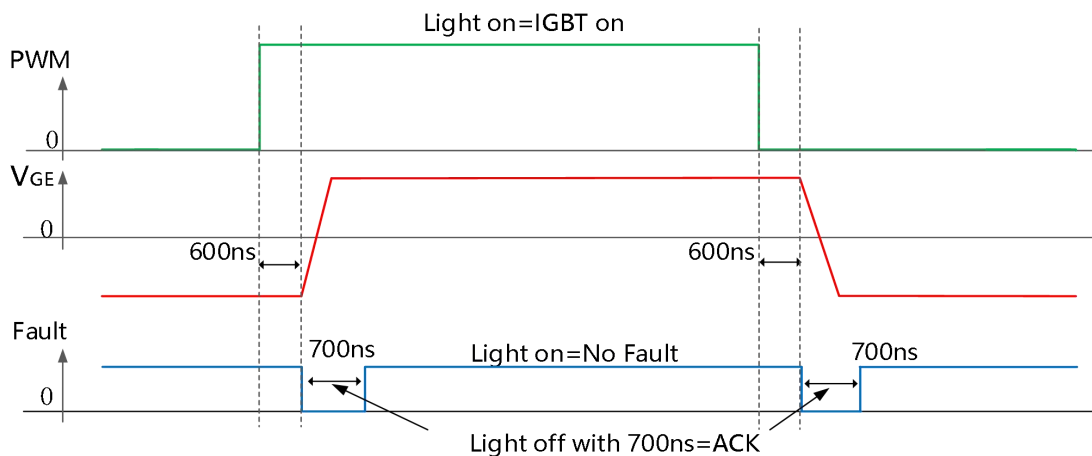 Light on=IGBT on
PWM
0
VGE
0
600ns
600ns
Fault
700ns
Light on=No Fault
700ns
0
Light off with 700ns=ACK